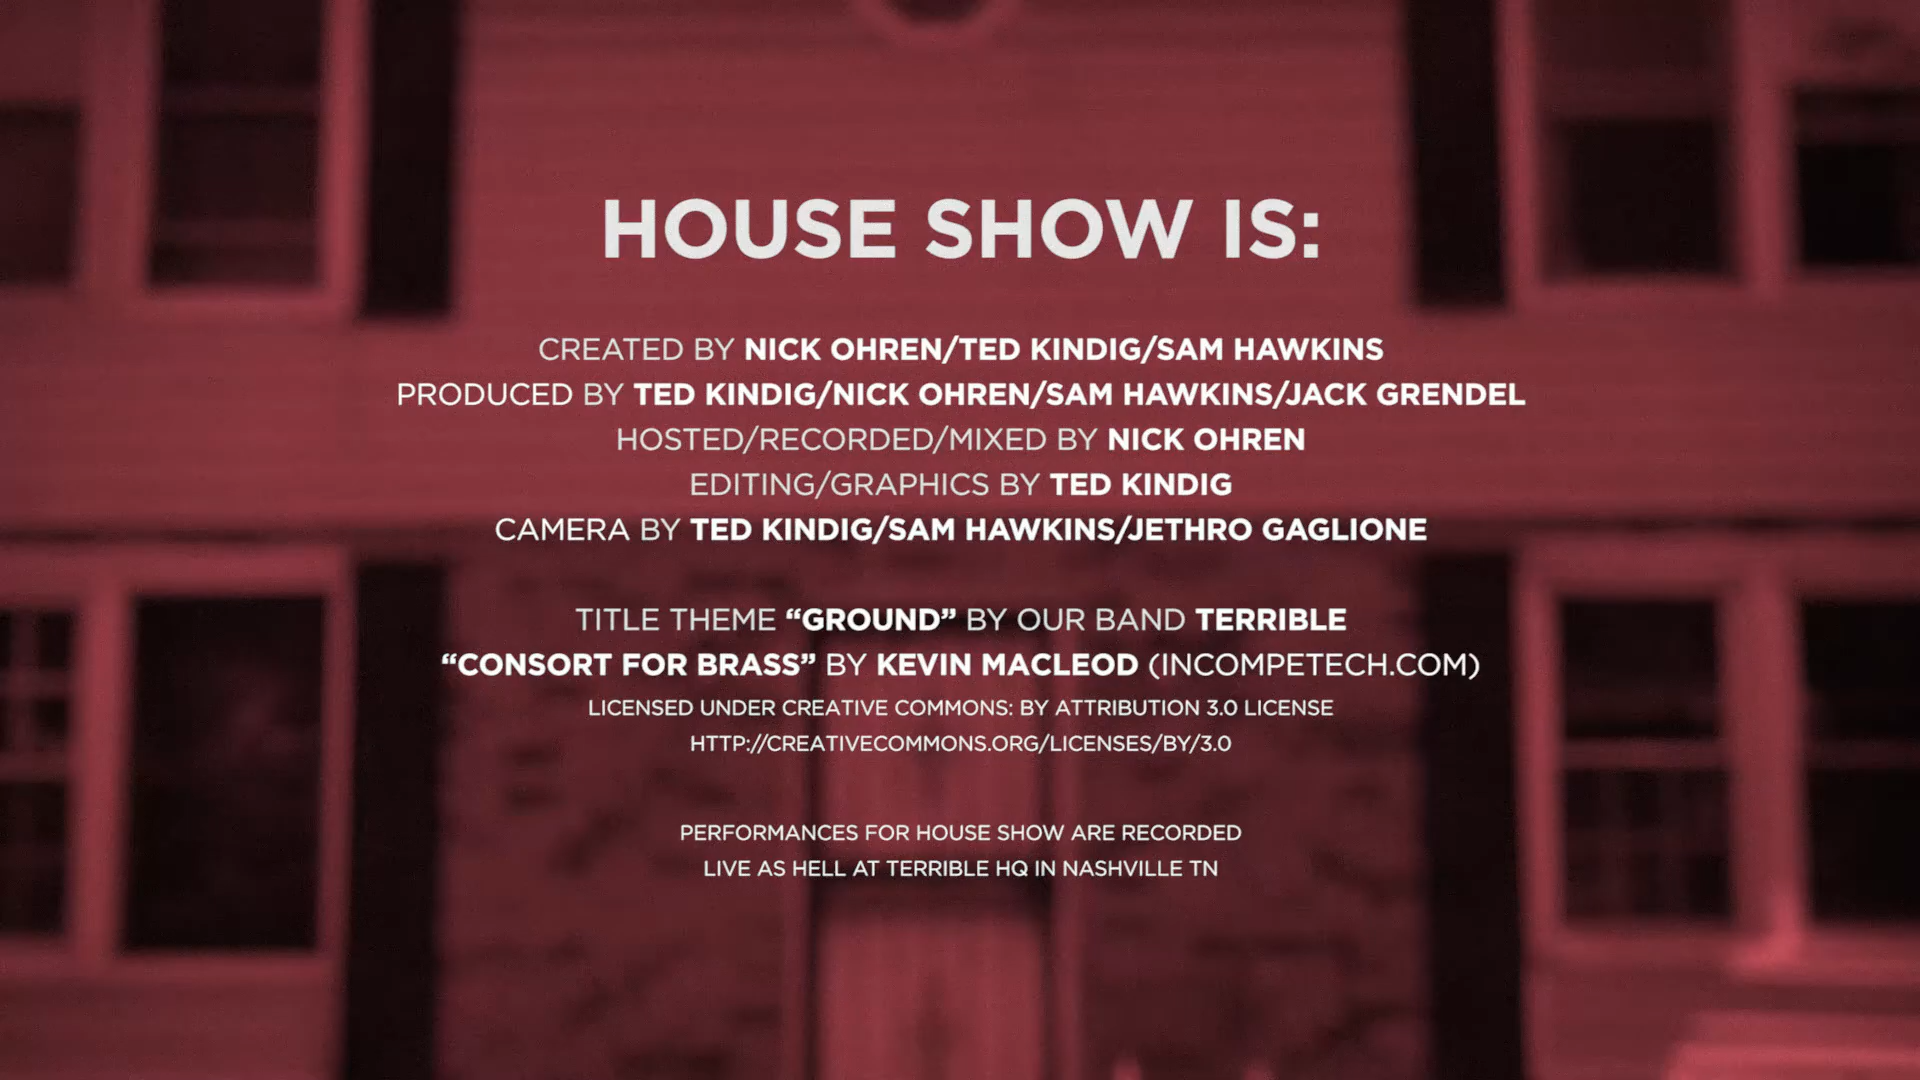 HOUSE SHOW IS:
CREATED BY NICK OHREN/TED KINDIG/SAM HAWKINS
PRODUCED BY TED KINDIG/NICK OHREN/SAM HAWKINS/JACK GRENDEL
HOSTED/RECORDED/MIXED BY NICK OHREN
EDITING/GRAPHICS BY TED KINDIG
CAMERA BY TED KINDIG/SAM HAWKINS/JETHRO GAGLIONE
TITLE THEME “GROUND” BY OUR BAND TERRIBLE
“CONSORT FOR BRASS” BY KEVIN MACLEOD (INCOMPETECH.COM)
LICENSED UNDER CREATIVE COMMONS: BY ATTRIBUTION 3.0 LICENSE
HTTP://CREATIVECOMMONS.ORG/LICENSES/BY/3.0
PERFORMANCES FOR HOUSE SHOW ARE RECORDED
LIVE AS HELL AT TERRIBLE HQ IN NASHVILLE TN